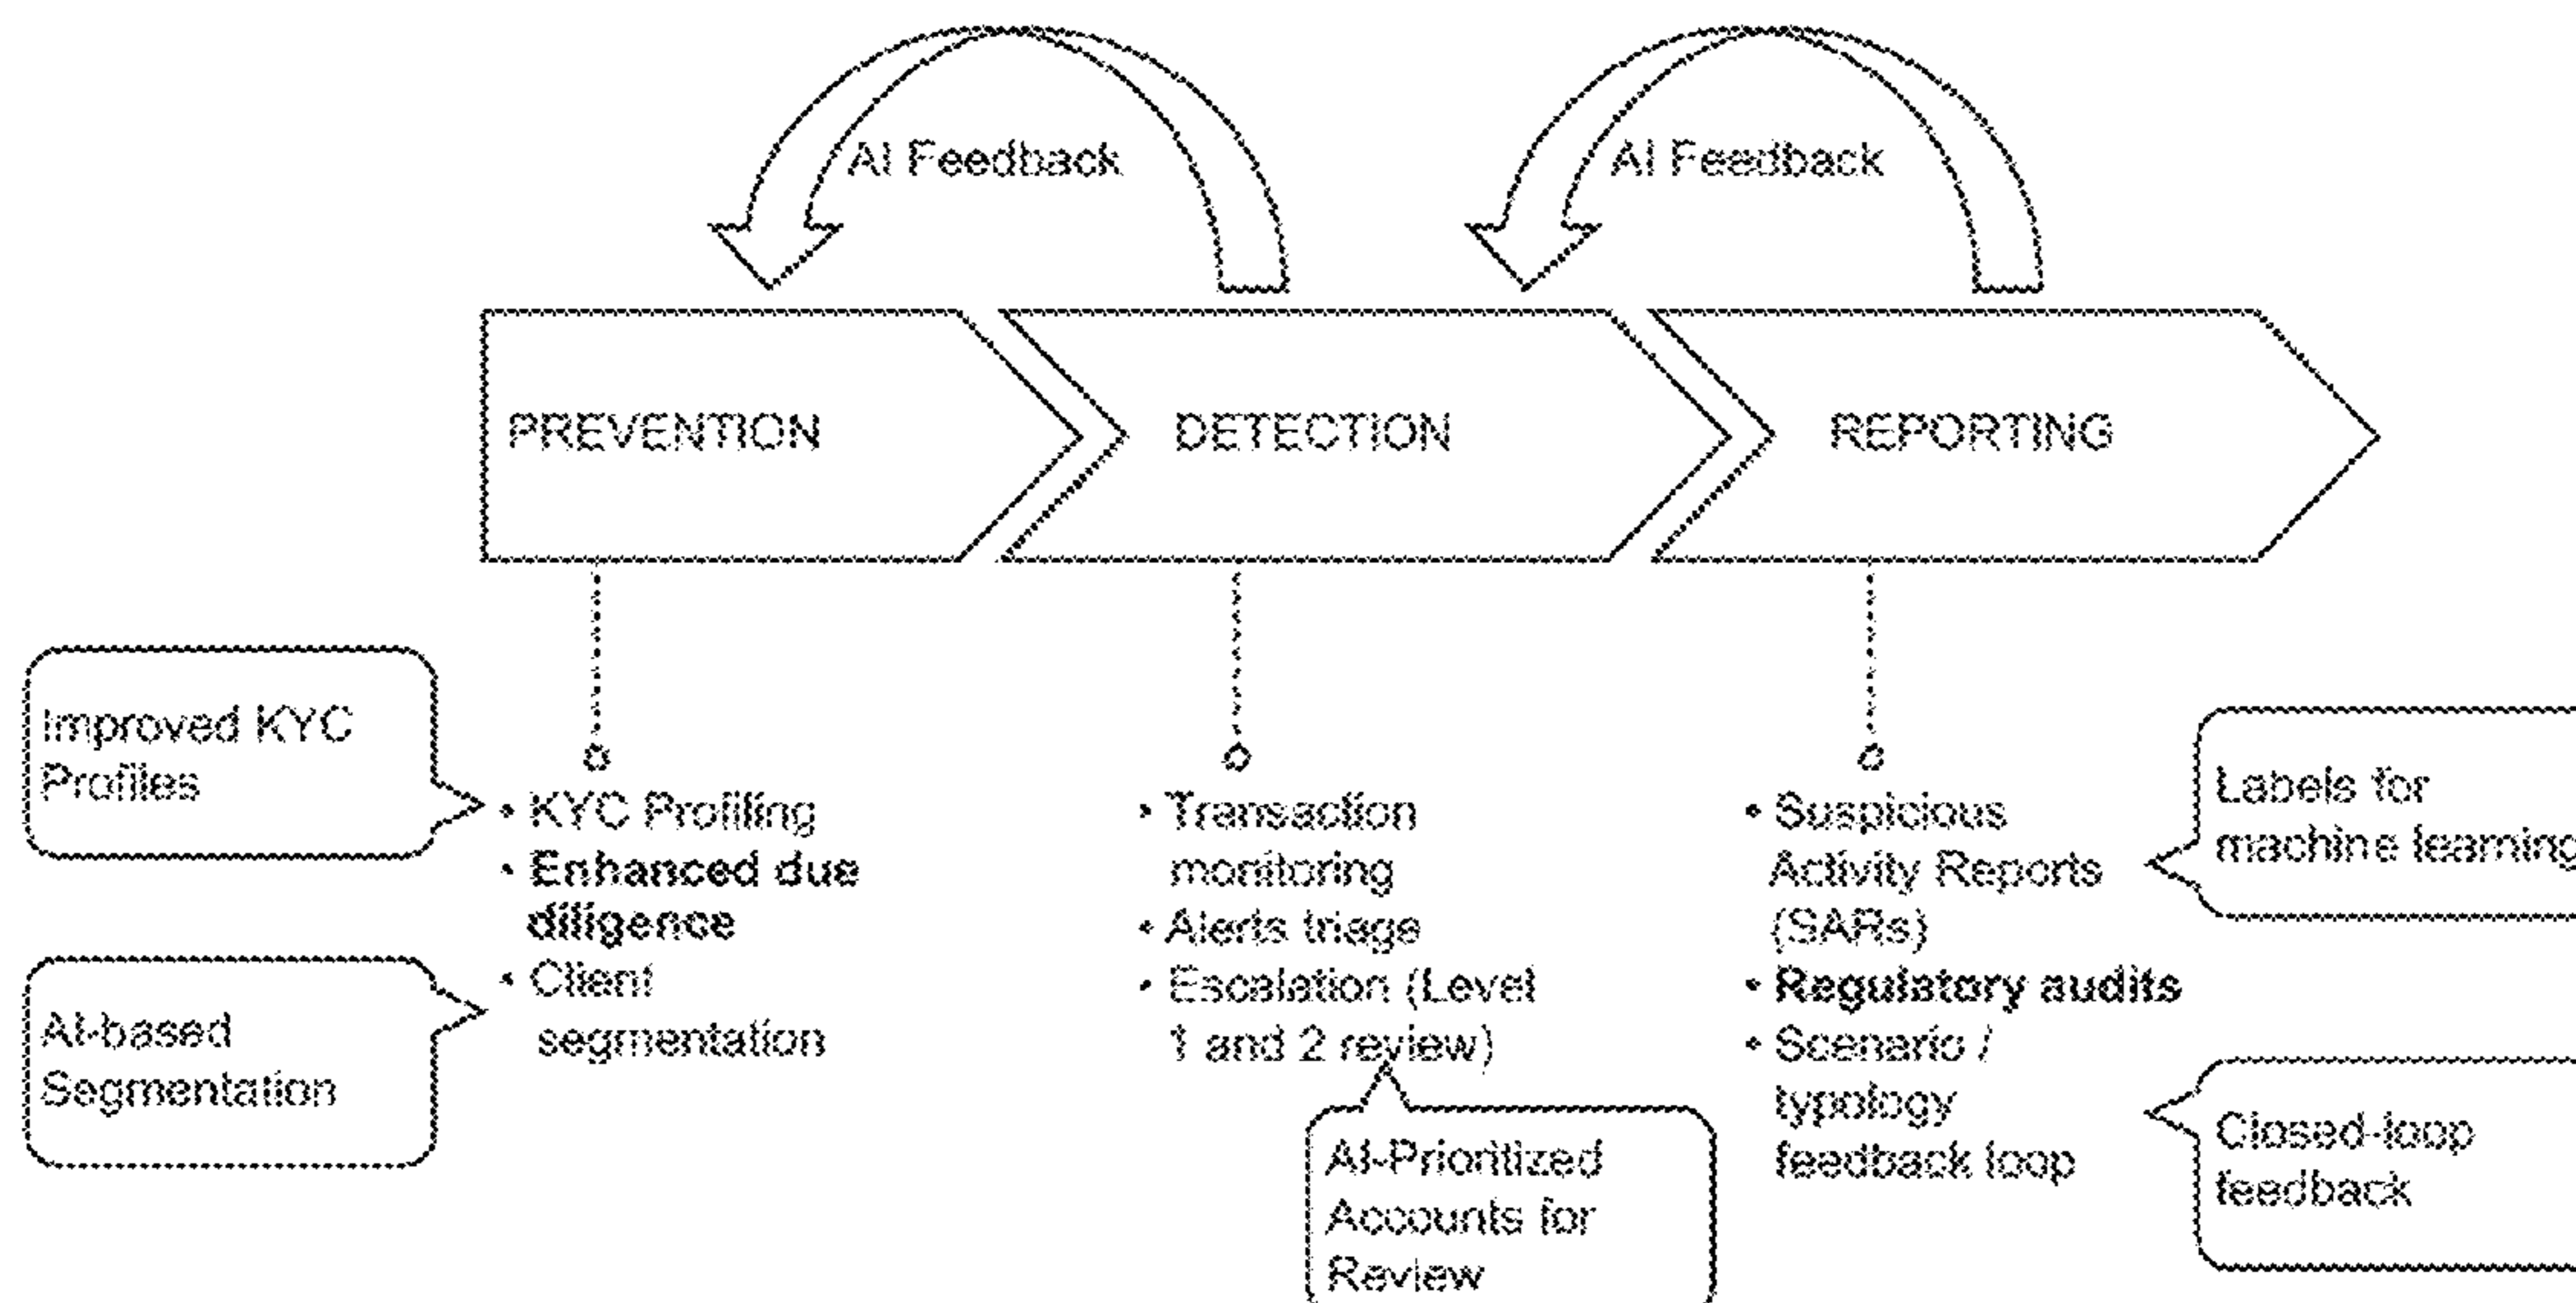 AI Feedback
AI Feedback
PREVENTION
DETECTION
REPORTING
Improved KYC
Profiles
AI-based
Segmentation
• KYC Profiling
• Enhanced due
diligence
• Client
segmentation
• Transaction
monitoring
• Alerts triage
• Escalation (Level
1 and 2 review)
AI-Prioritized
Accounts for
Review
• Suspicious
Activity Reports
(SARs)
• Regulatory audits
• Scenario /
typology
feedback loop
Labels for
machine learning
Closed-loop
feedback